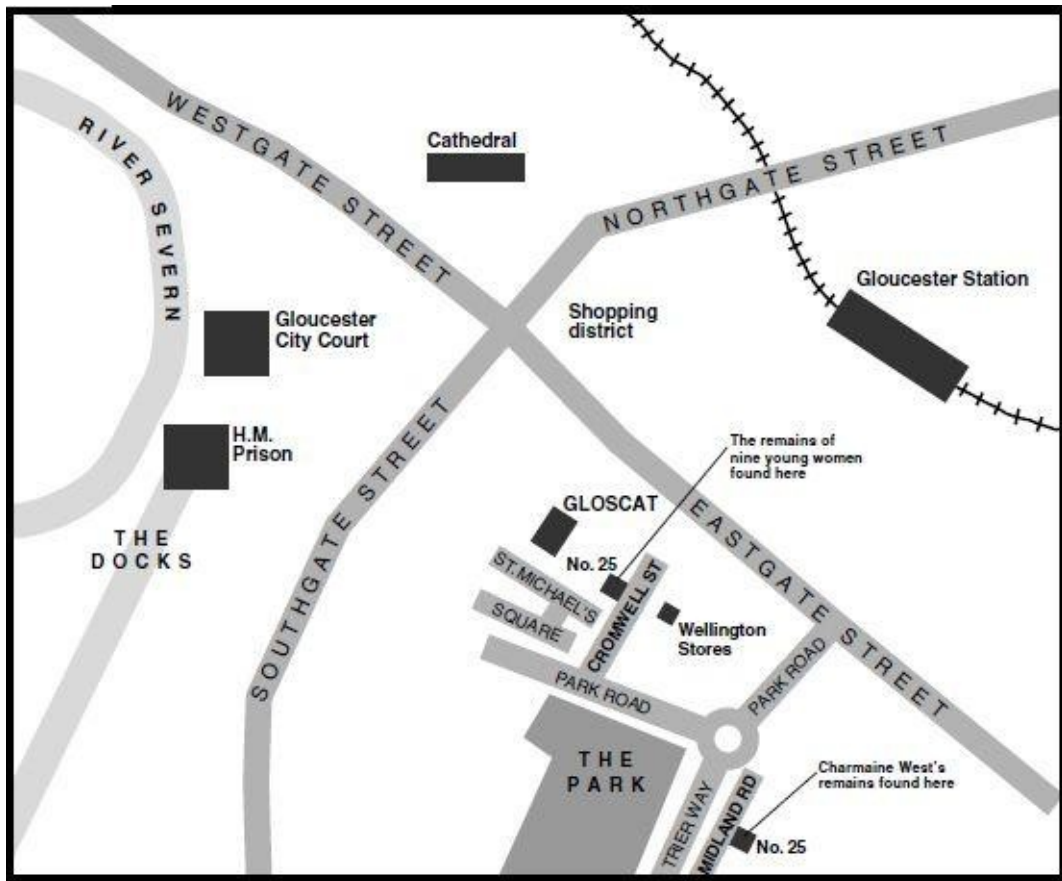 Cathedral
WESTGATE STREET
NORTHGATE STREET
RIVER SEVERN
Gloucester Station
Gloucester
City Court
Shopping
district
H.M.
Prison
SOUTHGATE STREET
The remains of
nine young women
found here
GLOSCAT
EASTGATE STREET
THE
DOCKS
No. 25
ST. MICHAEL'S
SQUARE
CROMWELL ST
Wellington
Stores
PARK ROAD
PARK ROAD
THE
PARK
Charmaine West's
remains found here
TRIER WAY
MIDLAND RD
No. 25